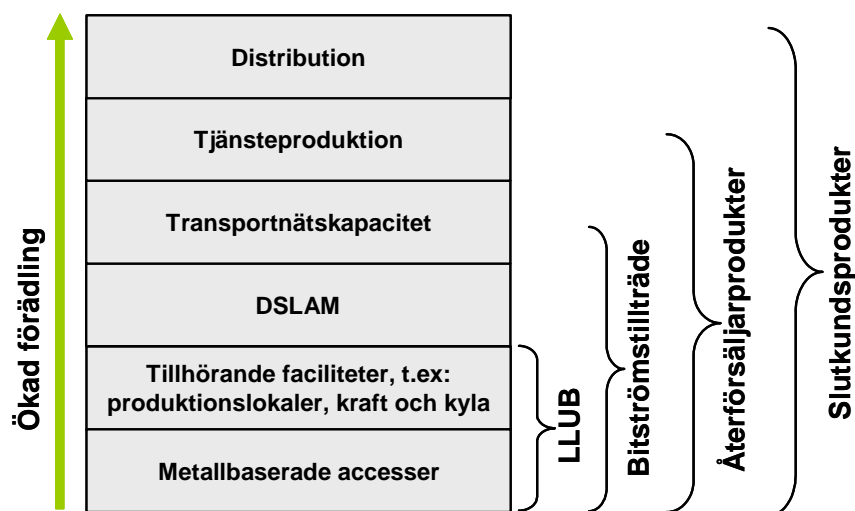 Ökad förädling
Distribution
Tjänsteproduktion
Transportnätskapacitet
DSLAM
Tillhörande faciliteter, t.ex:
produktionslokaler, kraft och kyla
Metallbaserade accesser
LLUB
Bitströmstillträde
Återförsäljarprodukter
Slutkundsprodukter